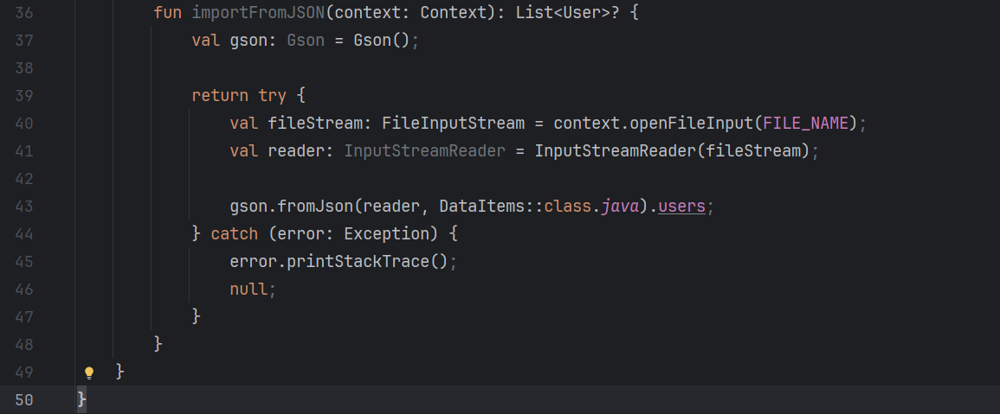 36 fun importFromJSON(context: Context): List<User>? {
37 val gson: Gson = Gson();
38
39 return try {
40 val fileStream: FileInputStream = context.openFileInput(FILE_NAME);
41 val reader: InputStreamReader = InputStreamReader(fileStream);
42
43 gson.fromJson(reader, DataItems::class.java).users;
44 } catch (error: Exception) {
45 error.printStackTrace();
46 null;
47 }
48 }
49 }
50 }